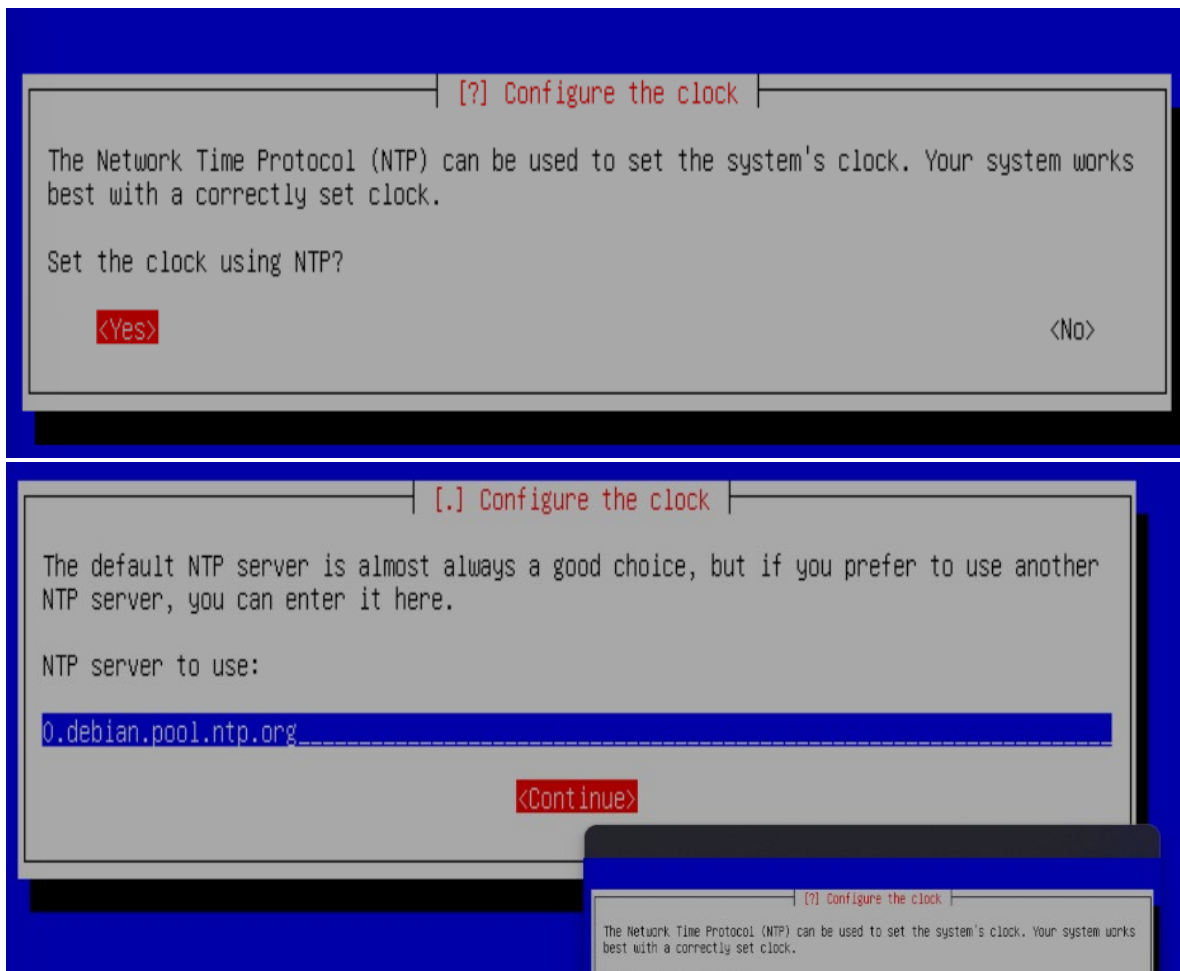 [?] Configure the clock
The Network Time Protocol (NTP) can be used to set the system's clock. Your system works
best with a correctly set clock.
Set the clock using NTP?
<Yes> <No>
[.] Configure the clock
The default NTP server is almost always a good choice, but if you prefer to use another
NTP server, you can enter it here.
NTP server to use:
0.debian.pool.ntp.org
<Continue>
[?] Configure the clock
The Network Time Protocol (NTP) can be used to set the system's clock. Your system works
best with a correctly set clock.